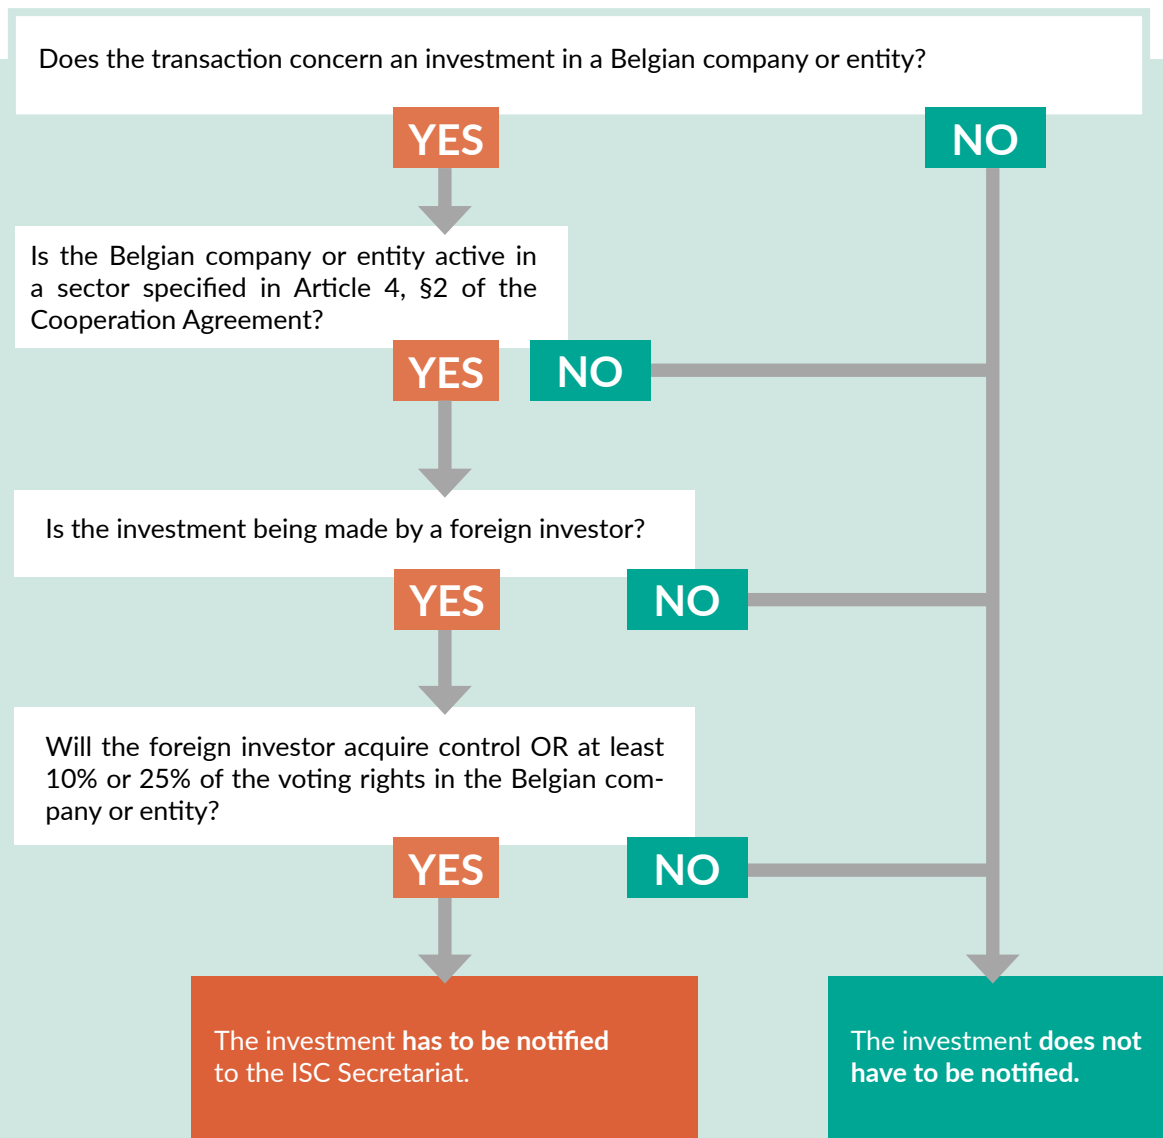 Does the transaction concern an investment in a Belgian company or entity?
YES
NO
Is the Belgian company or entity active in
a sector specified in Article 4, §2 of the
Cooperation Agreement?
YES
NO
Is the investment being made by a foreign investor?
YES
NO
Will the foreign investor acquire control OR at least
10% or 25% of the voting rights in the Belgian com-
pany or entity?
YES
NO
The investment has to be notified
to the ISC Secretariat.
The investment does not
have to be notified.